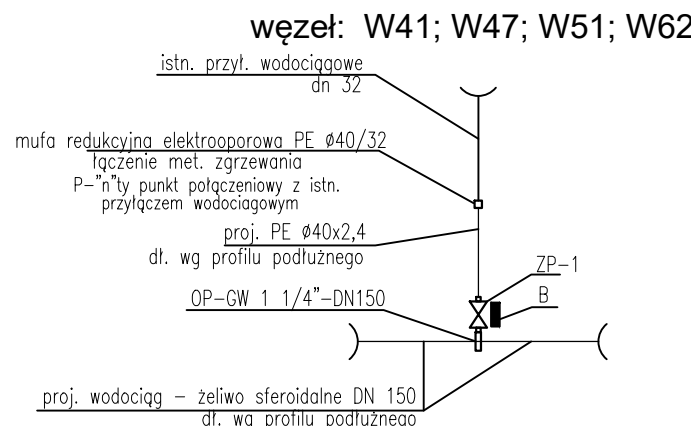 węzeł: W41; W47; W51; W62
istn. przył. wodociągowe
dn 32
mufa redukcyjna elektrooporowa PE Ø40/32
łączenie met. zgrzewania
P-"n"ty punkt połączeniowy z istn.
przyłączem wodociagowym
proj. PE Ø40x2,4
dł. wg profilu podłużnego
ZP-1
OP-GW 1 1/4"-DN150
B
proj. wodociąg - żeliwo sferoidalne DN 150
dł. wg profilu podłużnego